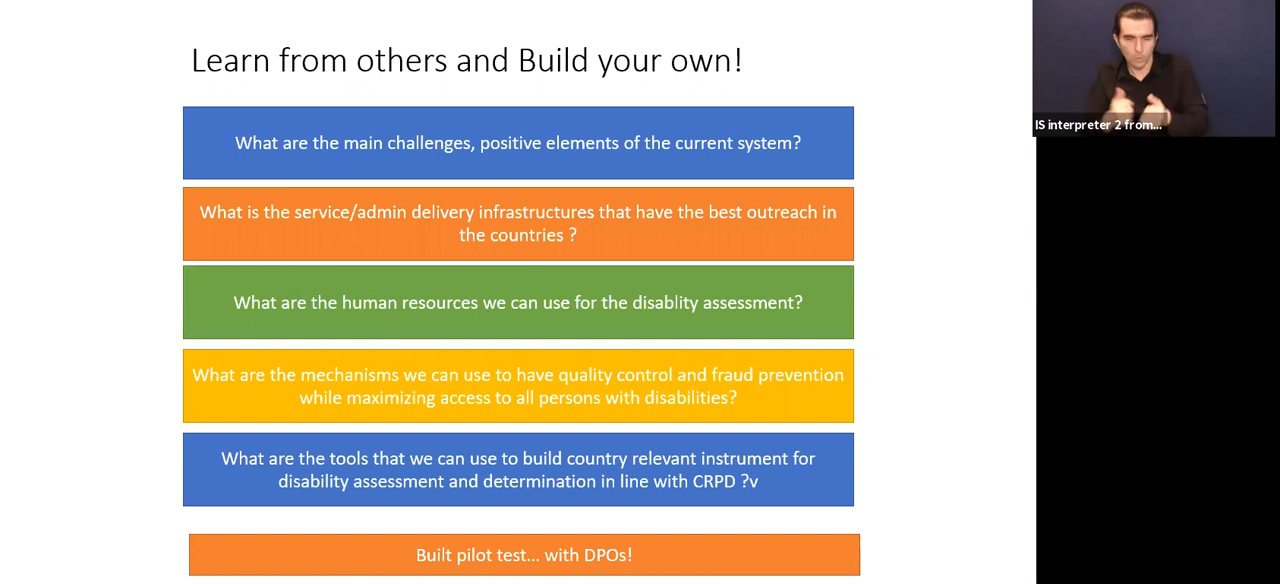 Learn from others and Build your own!
What are the main challenges, positive elements of the current system?
What is the service/admin delivery infrastructures that have the best outreach in
the countries ?
What are the human resources we can use for the disablity assessment?
What are the mechanisms we can use to have quality control and fraud prevention
while maximizing access to all persons with disabilities?
What are the tools that we can use to build country relevant instrument for
disability assessment and determination in line with CRPD ?v
Built pilot test... with DPOs!
IS interpreter 2 from...